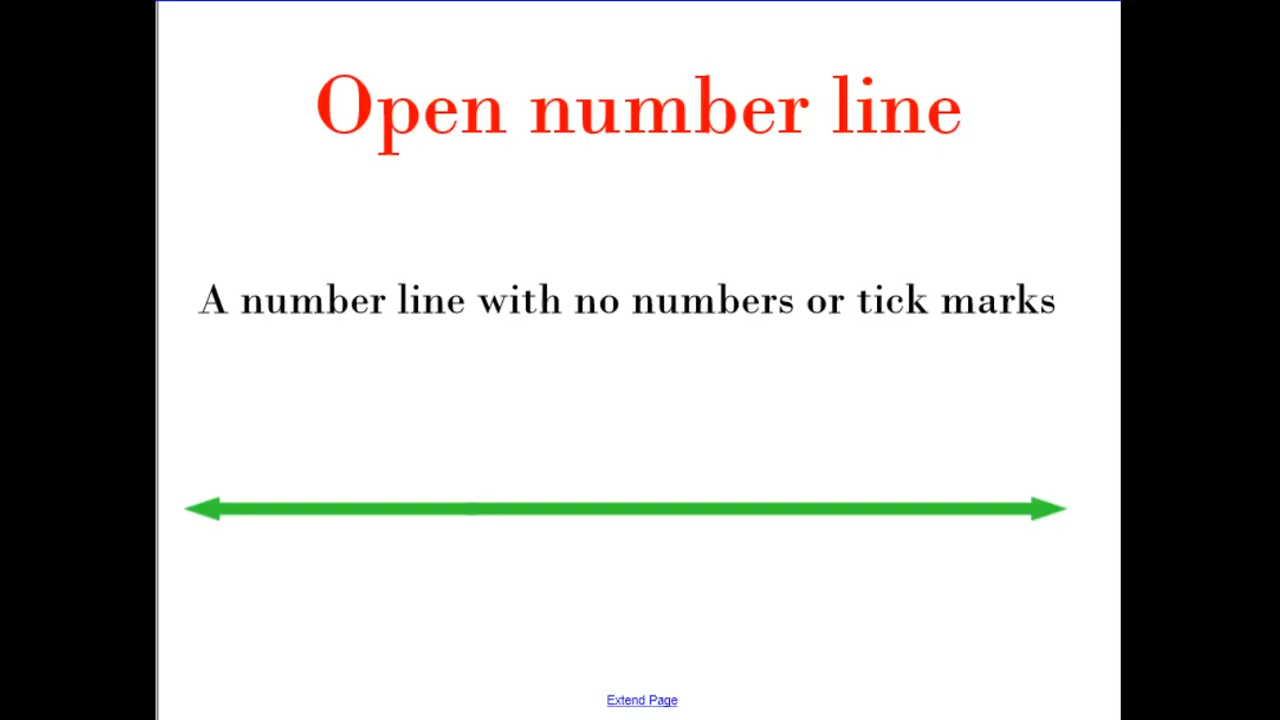 Open number line
A number line with no numbers or tick marks
Extend Page